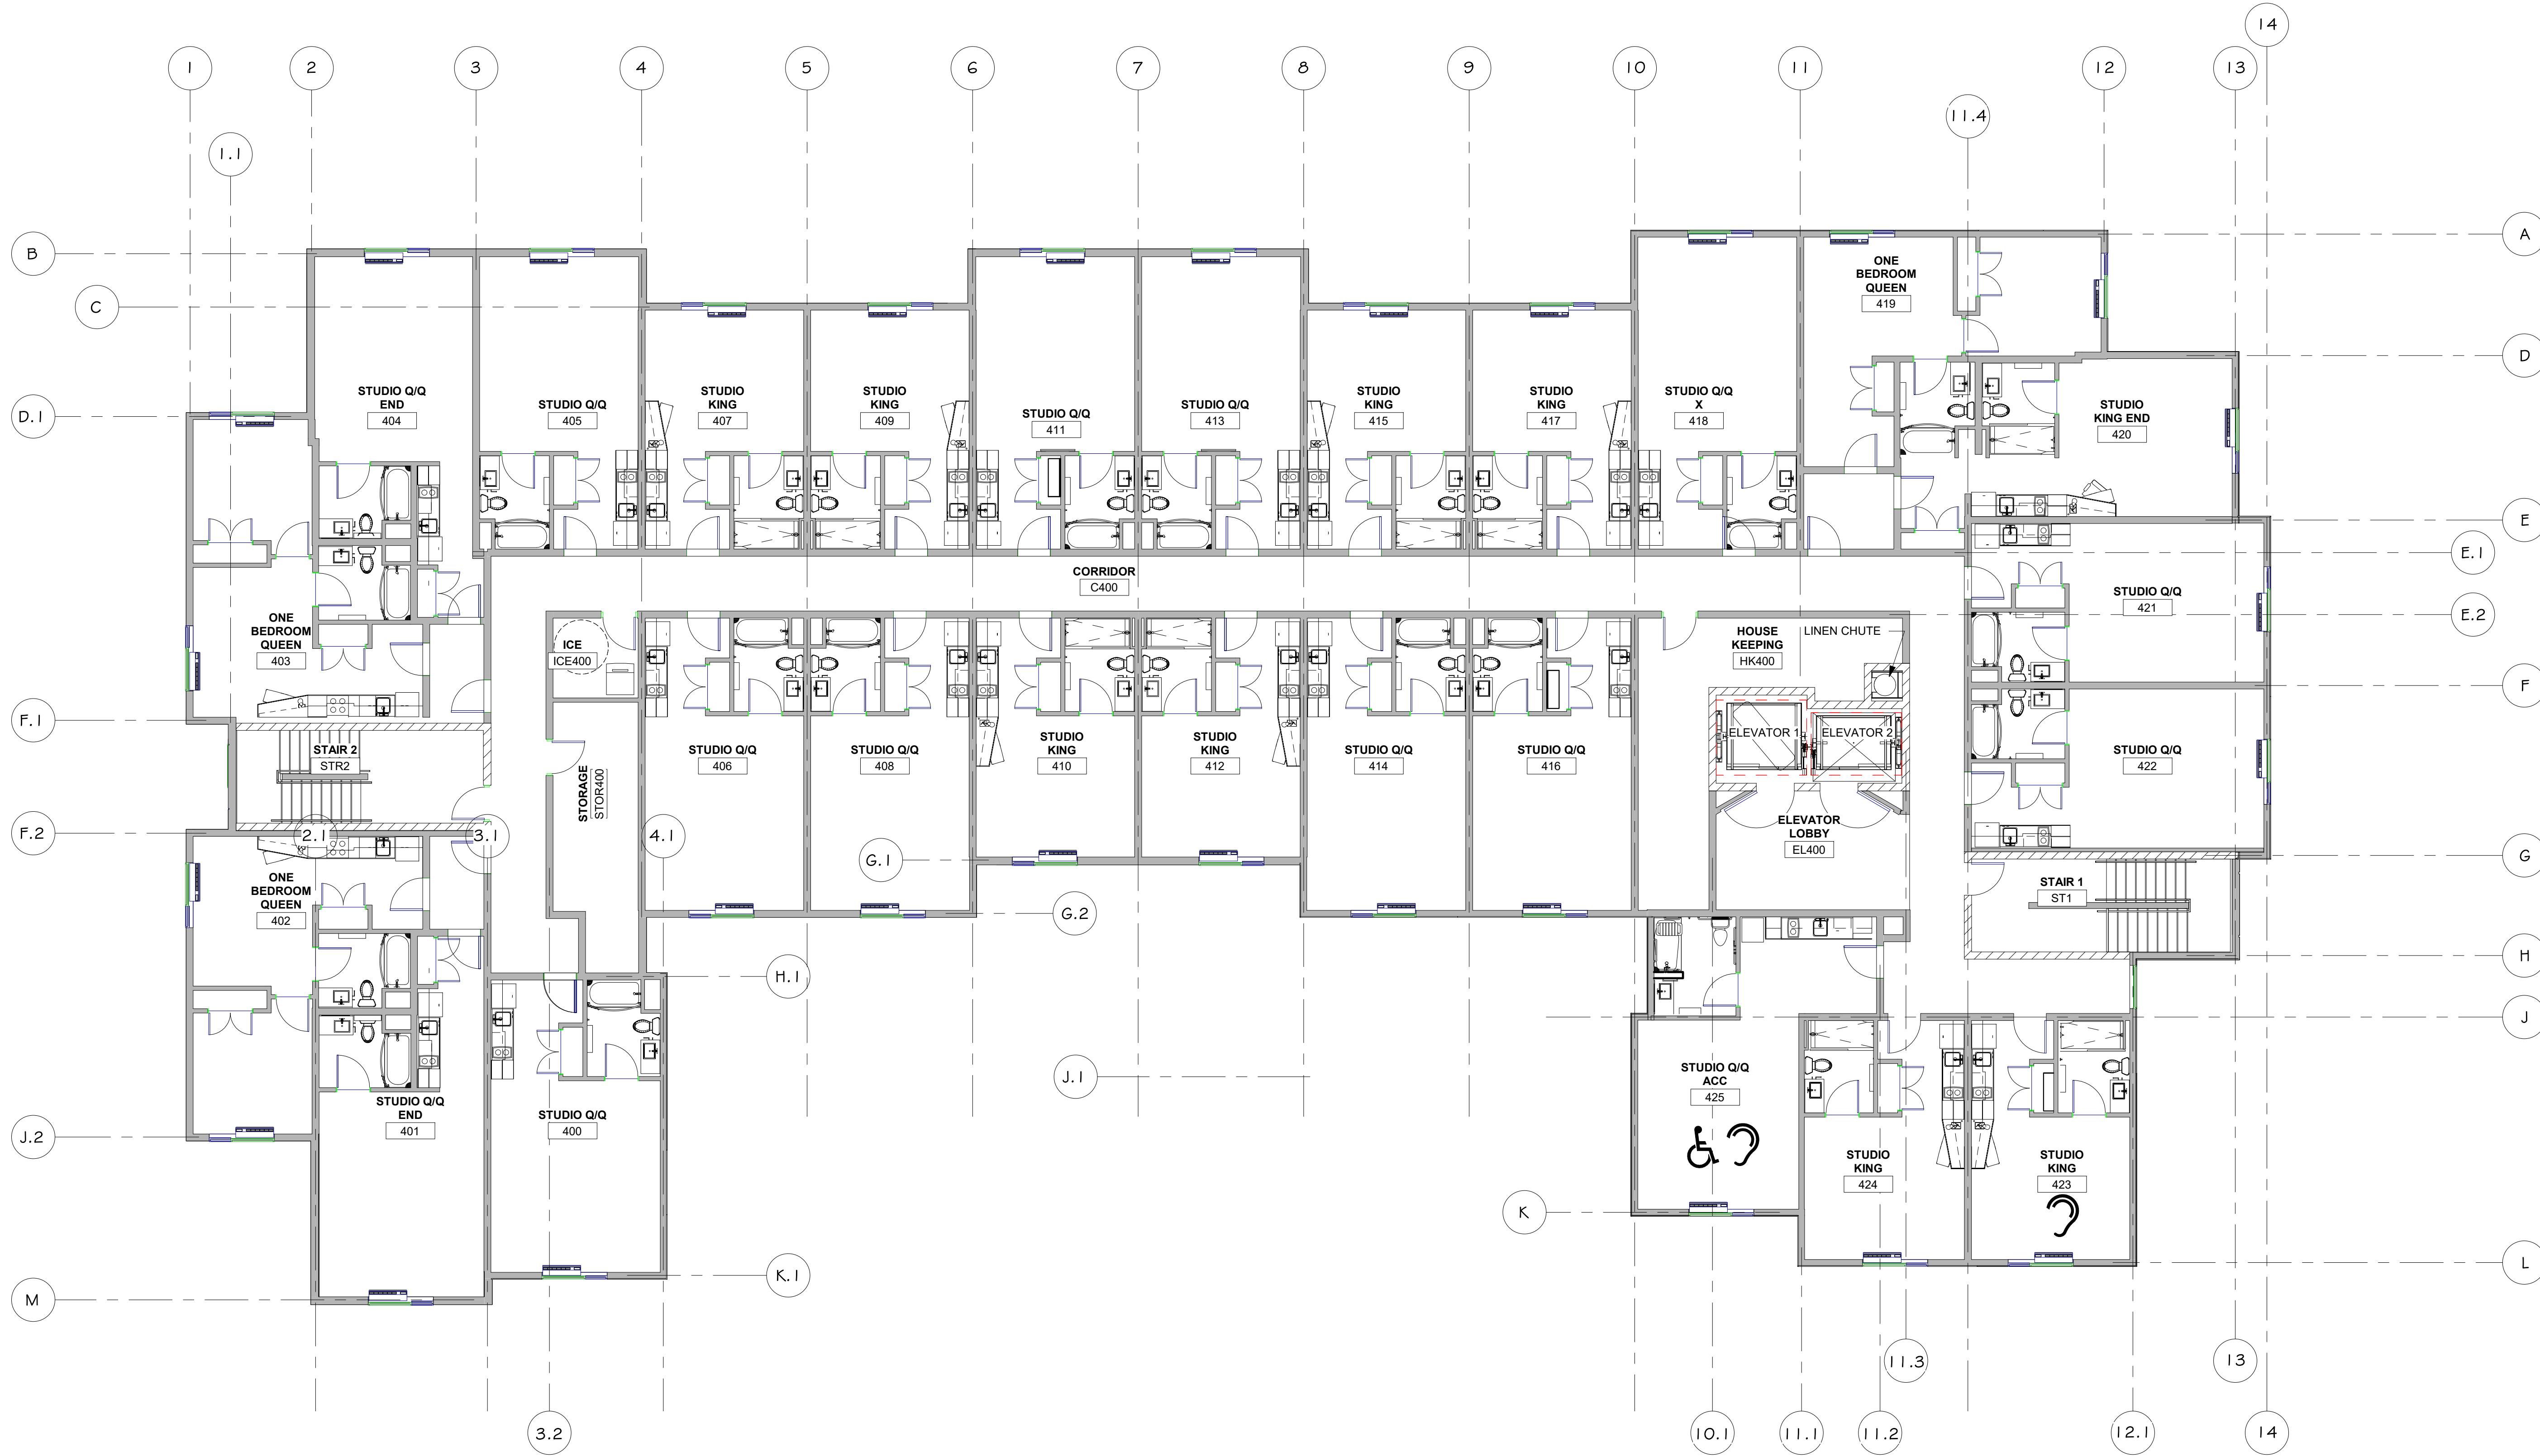 14
1
2
3
4
5
6
7
8
9
10
11
12
13
11.4
1.1
A
B
C
D
D.1
E
E.1
E.2
F
F.1
F.2
G
G.1
G.2
H
H.1
J
J.1
J.2
K
K.1
L
M
2.1
3.1
4.1
STUDIO Q/Q
END
404
STUDIO Q/Q
405
STUDIO
KING
407
STUDIO
KING
409
STUDIO Q/Q
411
STUDIO Q/Q
413
STUDIO
KING
415
STUDIO
KING
417
STUDIO Q/Q
X
418
ONE
BEDROOM
QUEEN
419
STUDIO
KING END
420
CORRIDOR
C400
STUDIO Q/Q
421
ONE
BEDROOM
QUEEN
403
ICE
ICE400
HOUSE
KEEPING
HK400
LINEN CHUTE
STAIR 2
STR2
STORAGE
STOR400
STUDIO Q/Q
406
STUDIO Q/Q
408
STUDIO
KING
410
STUDIO
KING
412
STUDIO Q/Q
414
STUDIO Q/Q
416
ELEVATOR 1
ELEVATOR 2
STUDIO Q/Q
422
ELEVATOR
LOBBY
EL400
ONE
BEDROOM
QUEEN
402
STAIR 1
ST1
STUDIO Q/Q
END
401
STUDIO Q/Q
400
STUDIO Q/Q
ACC
425
STUDIO
KING
424
STUDIO
KING
423
11.3
13
3.2
10.1
11.1
11.2
12.1
14